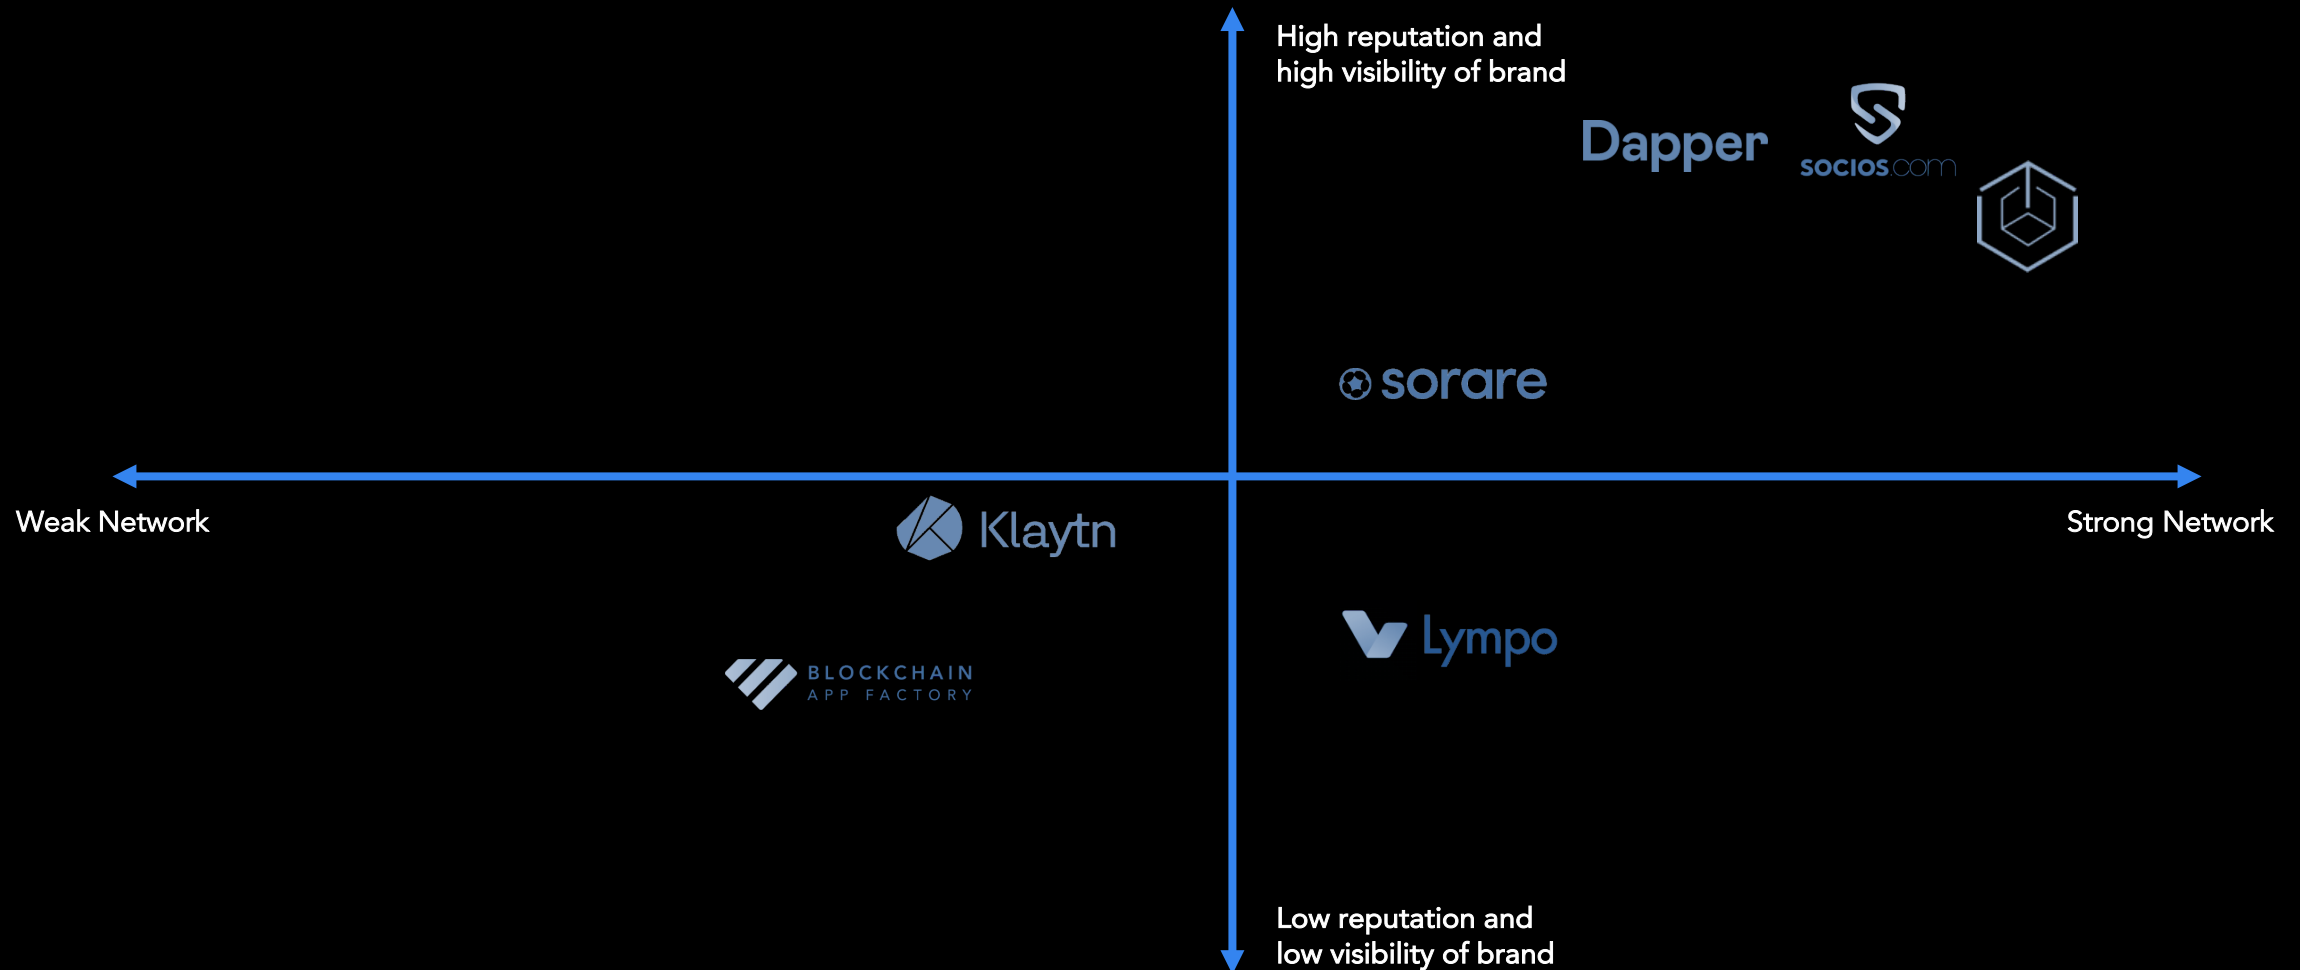 High reputation and
high visibility of brand
Dapper
socios.com
sorare
Weak Network
Strong Network
Klaytn
Lympo
BLOCKCHAIN
APP FACTORY
Low reputation and
low visibility of brand